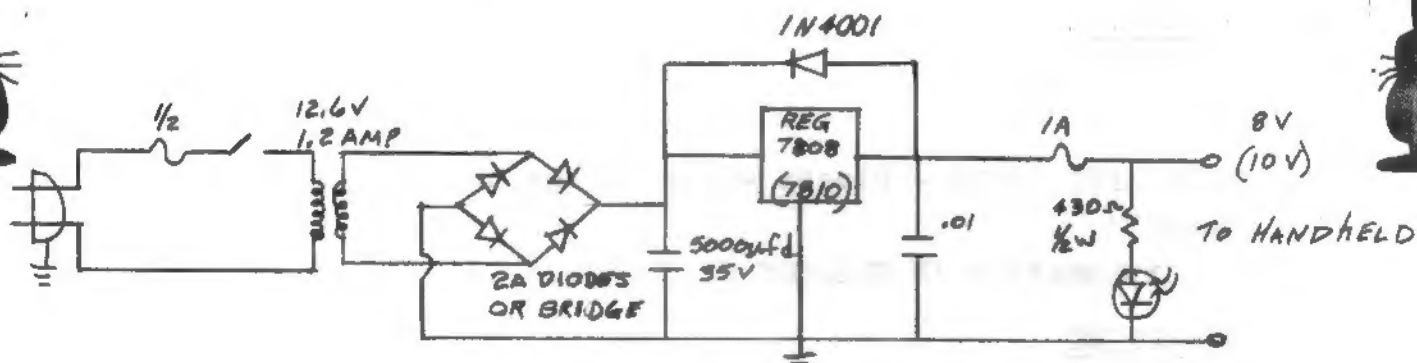 1N4001
1/2
12.6V
1.2 AMP
REG
7808
(7810)
1A
8V
(10V)
5000µfd
35V
.01
430Ω
½W
TO HANDHELD
2A DIODES
OR BRIDGE